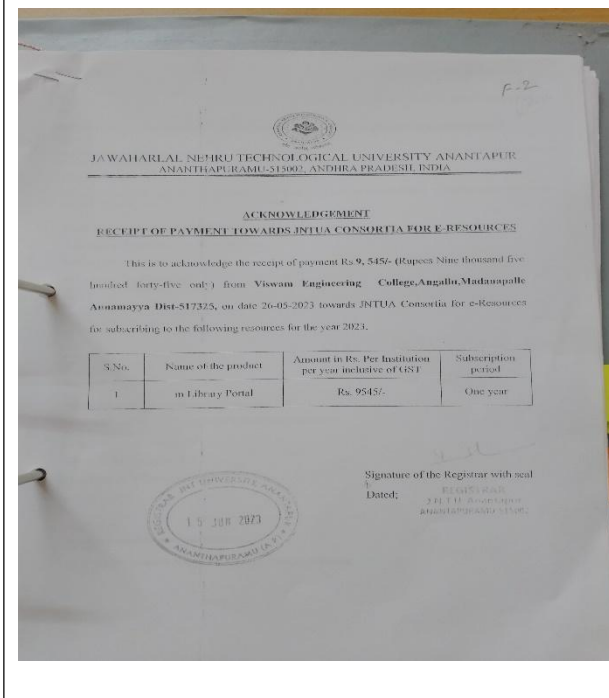 F-2
JAWAHARLAL NEHRU TECHNOLOGICAL UNIVERSITY ANANTAPUR
ANANTHAPURAMU-515002, ANDHRA PRADESH, INDIA
ACKNOWLEDGEMENT
RECEIPT OF PAYMENT TOWARDS JNTUA CONSORTIA FOR E-RESOURCES
This is to acknowledge the receipt of payment Rs 9, 545/- (Rupees Nine thousand five
hundred forty-five only) from Viswam Engineering College,Angallu,Madanapalle
Annamayya Dist-517325, on date 26-05-2023 towards JNTUA Consortia for e-Resources
for subscribing to the following resources for the year 2023.
S.No. Name of the product Amount in Rs. Per Institution per year inclusive of GST Subscription period
1 m Library Portal Rs. 9545/- One year
Signature of the Registrar with seal
Dated;
REGISTRAR
J.N.T.U. Anantapur
ANANTAPURAMU
15 JUN 2023
ANANTHAPURAMU (A.P)